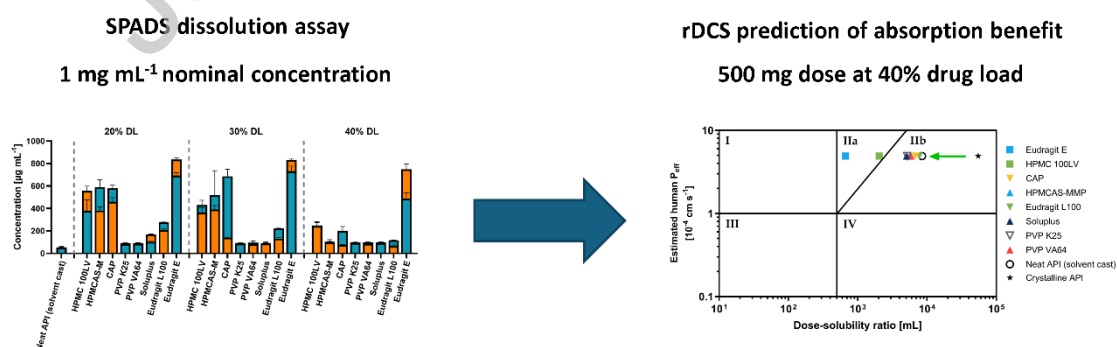 SPADS dissolution assay
1 mg mL-1 nominal concentration
rDCS prediction of absorption benefit
500 mg dose at 40% drug load
20% DL
30% DL
40% DL
Concentration [µg mL-1]
1000
800
600
400
200
0
Neat API (solvent cast)
HPMC 100LV
HPMCAS-M
CAP
PVP K25
PVP VA64
Soluplus
Eudragit L100
Eudragit E
HPMC 100LV
HPMCAS-M
CAP
PVP K25
PVP VA64
Soluplus
Eudragit L100
Eudragit E
HPMC 100LV
HPMCAS-M
CAP
PVP K25
PVP VA64
Soluplus
Eudragit L100
Eudragit E
Estimated human Peff
[10-4 cm s-1]
10
1
0.1
I
IIa
IIb
III
IV
101
102
103
104
105
Dose-solubility ratio [mL]
Eudragit E
HPMC 100LV
CAP
HPMCAS-MMP
Eudragit L100
Soluplus
PVP K25
PVP VA64
Neat API (solvent cast)
Crystalline API